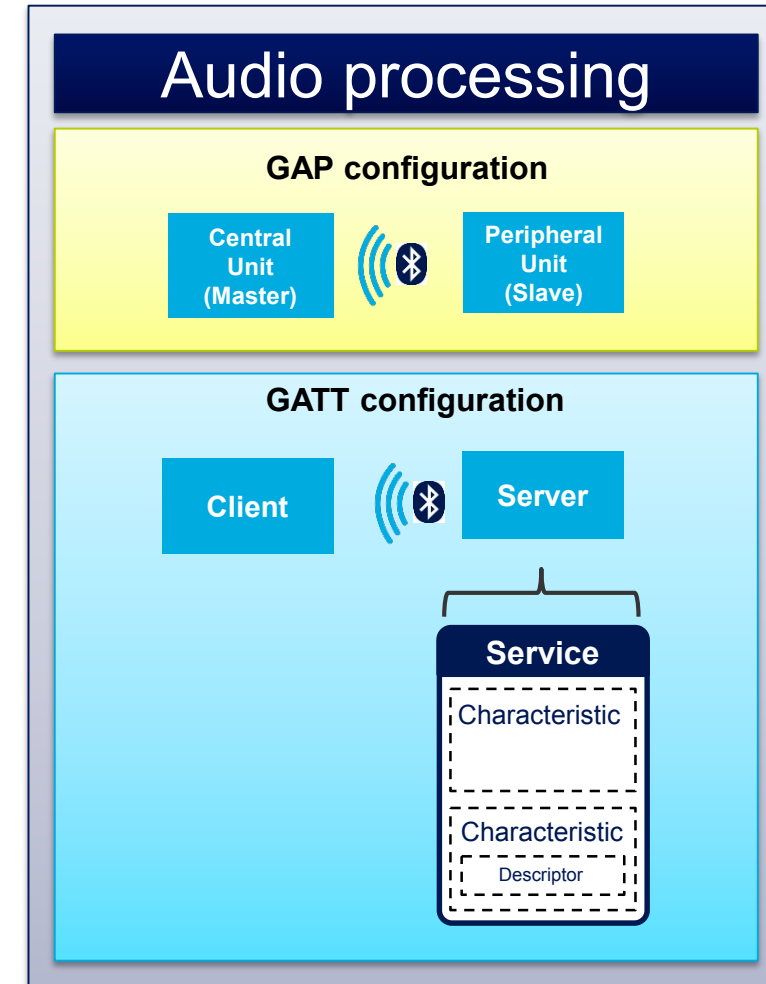 Audio processing
GAP configuration
Central
Unit
(Master)
Peripheral
Unit
(Slave)
GATT configuration
Client
Server
Service
Characteristic
Characteristic
Descriptor